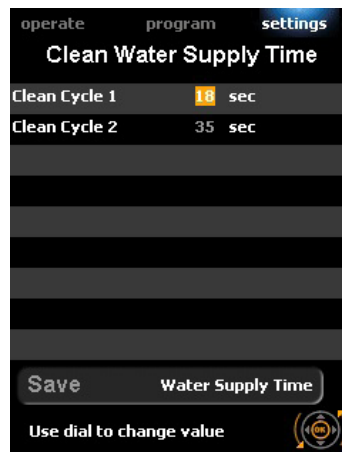 operate program settings
Clean Water Supply Time
Clean Cycle 1 18 sec
Clean Cycle 2 35 sec
Save Water Supply Time
Use dial to change value OK